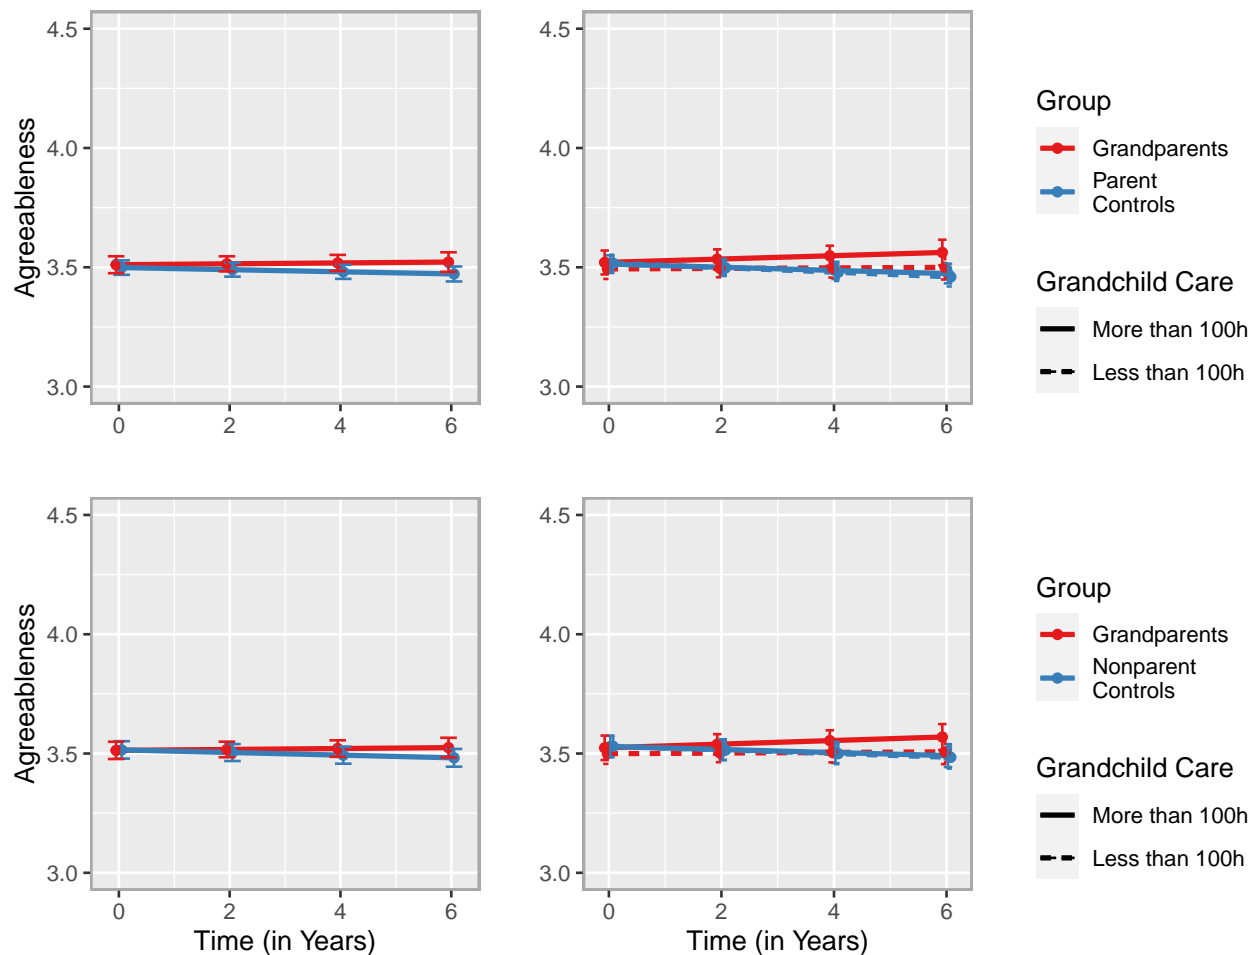 4.5
4.0
3.5
3.0
Agreeableness
0 2 4 6
4.5
4.0
3.5
3.0
0 2 4 6
Group
Grandparents
Parent
Controls
Grandchild Care
More than 100h
Less than 100h
4.5
4.0
3.5
3.0
Agreeableness
0 2 4 6
Time (in Years)
4.5
4.0
3.5
3.0
0 2 4 6
Time (in Years)
Group
Grandparents
Nonparent
Controls
Grandchild Care
More than 100h
Less than 100h